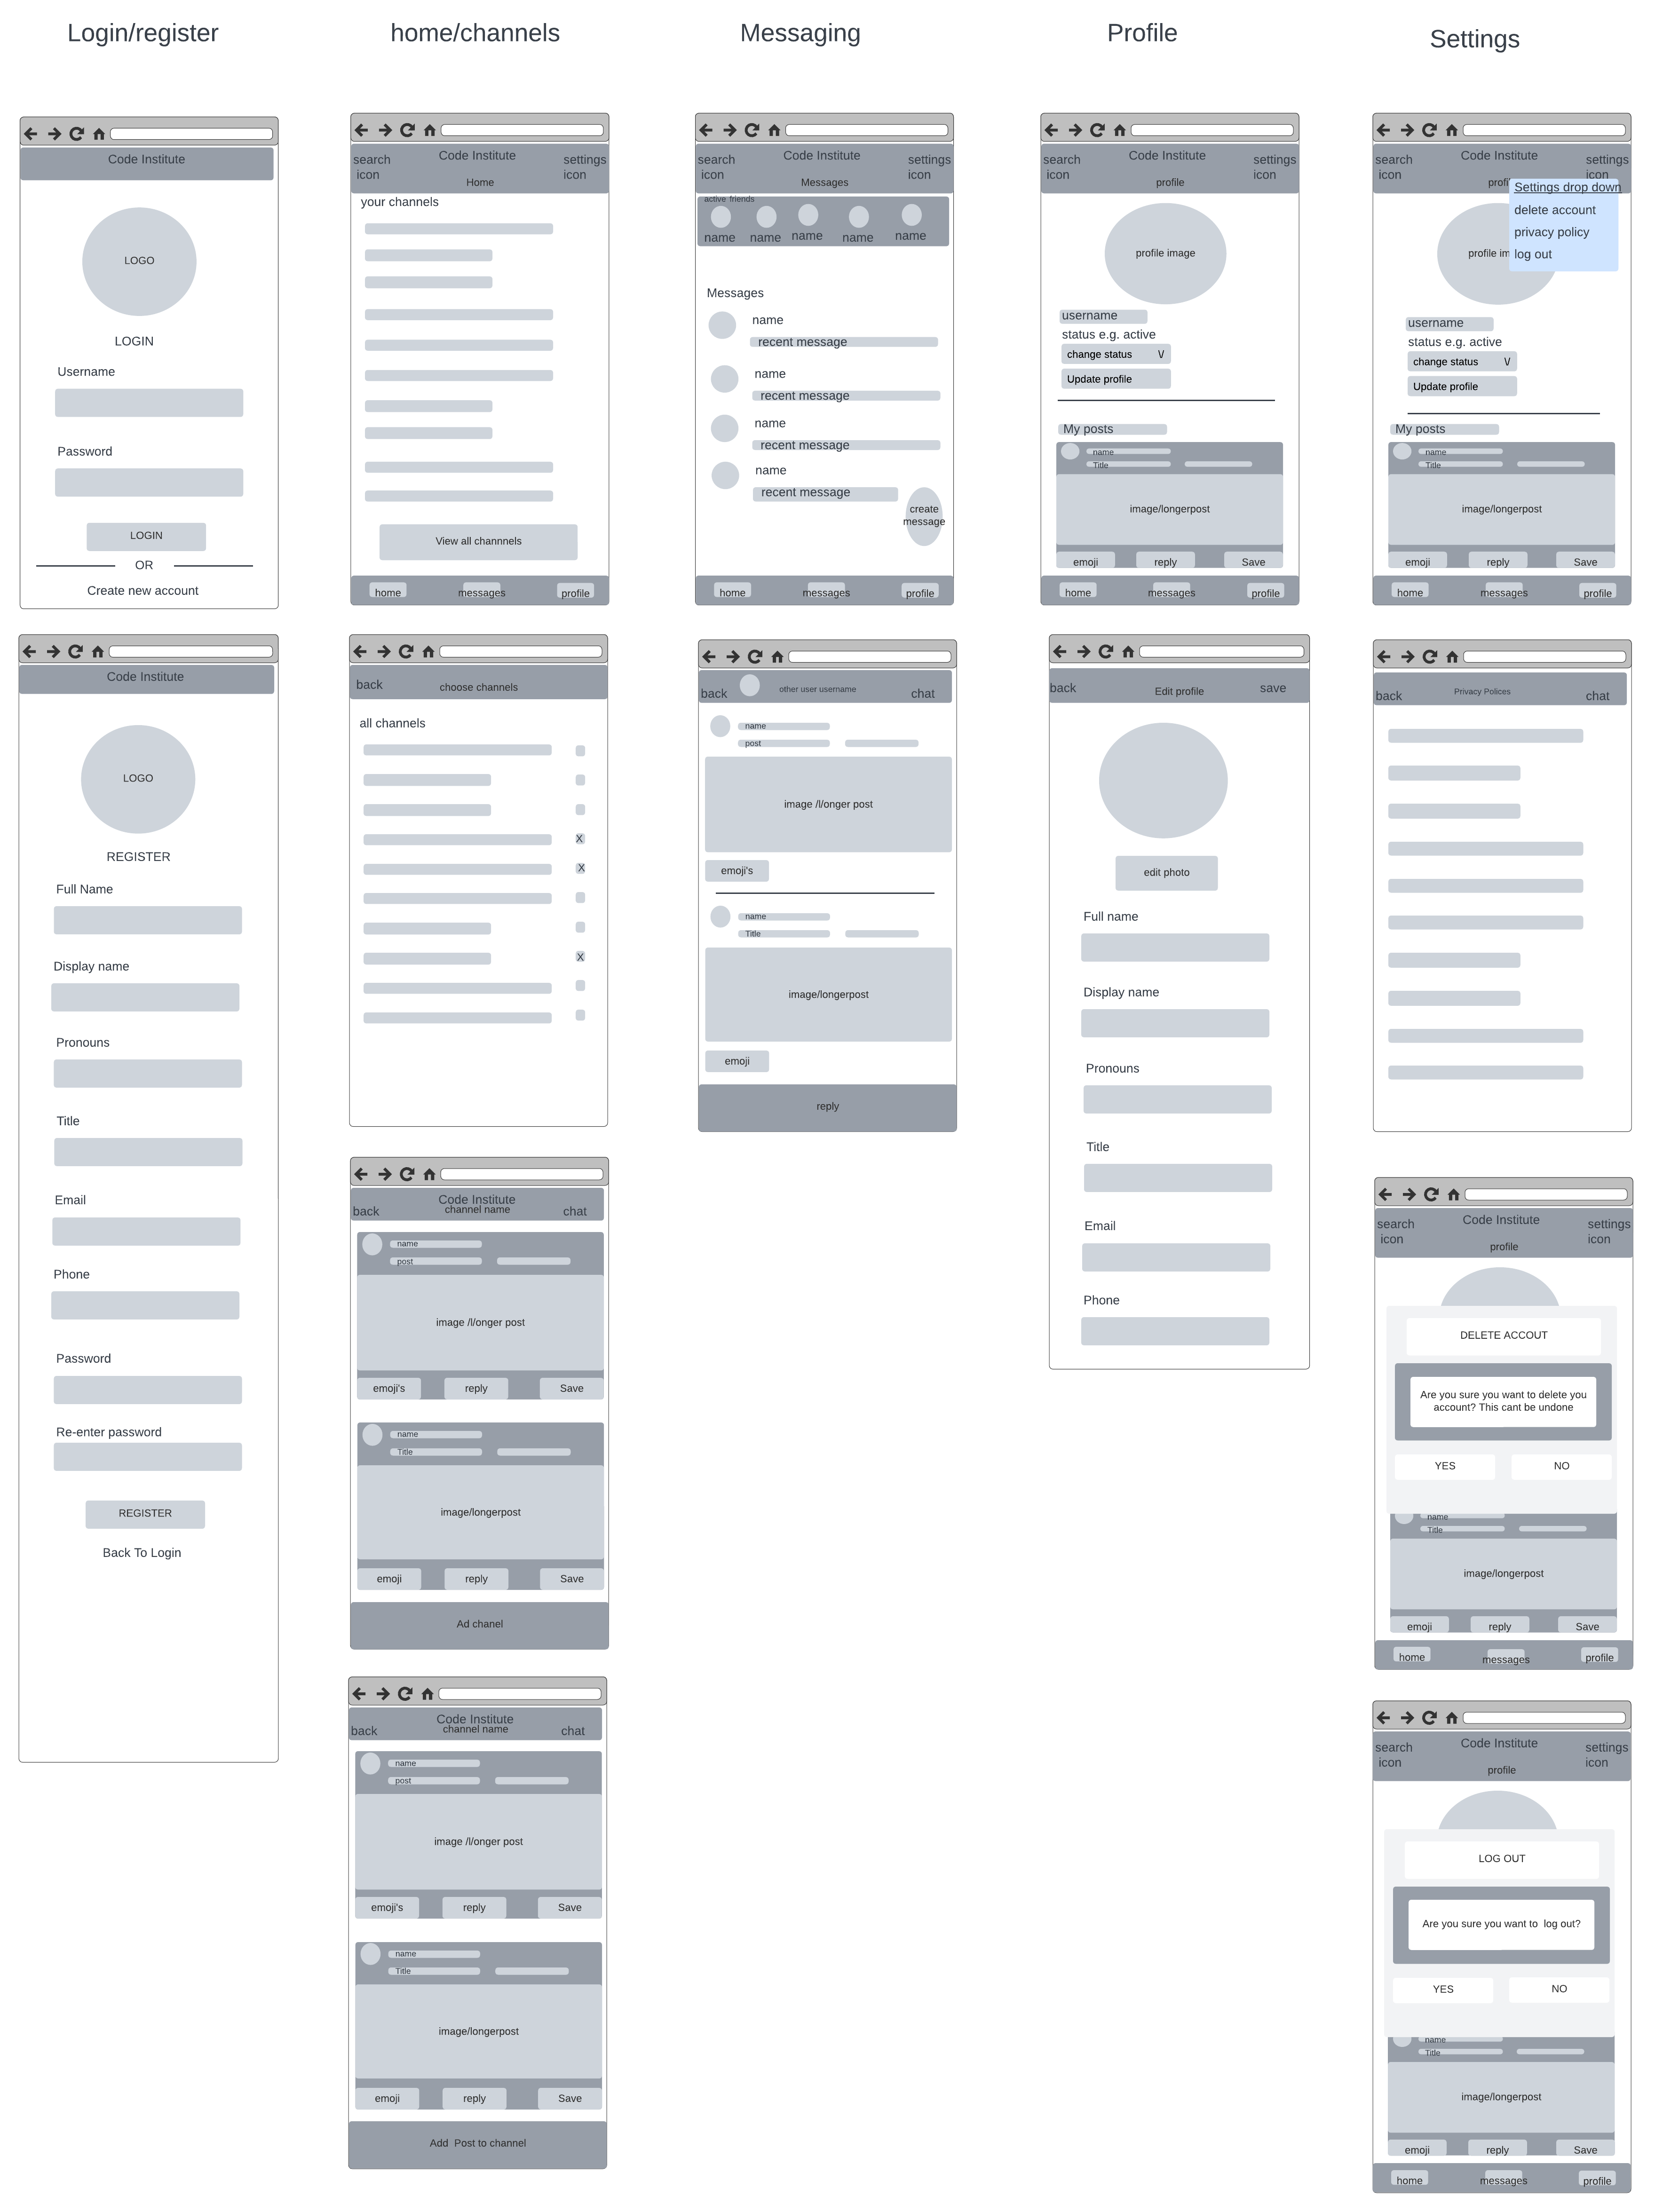 Login/register
home/channels
Messaging
Profile
Settings
Code Institute
LOGO
LOGIN
Username
Password
LOGIN
OR
Create new account
search
icon
Code Institute
settings
icon
Home
your channels
View all channnels
home
messages
profile
search
icon
Code Institute
settings
icon
Messages
active friends
name
name
name
name
name
Messages
name
recent message
name
recent message
name
recent message
name
recent message
create
message
home
messages
profile
search
icon
Code Institute
settings
icon
profile
profile image
username
status e.g. active
change status V
Update profile
My posts
name
Title
image/longerpost
emoji
reply
Save
home
messages
profile
search
icon
Code Institute
settings
icon
profi
Settings drop down
delete account
privacy policy
log out
profile im
username
status e.g. active
change status V
Update profile
My posts
name
Title
image/longerpost
emoji
reply
Save
home
messages
profile
Code Institute
LOGO
REGISTER
Full Name
Display name
Pronouns
Title
Email
Phone
Password
Re-enter password
REGISTER
Back To Login
back
choose channels
all channels
X
X
X
back
other user username
chat
name
post
image /l/onger post
emoji's
name
Title
image/longerpost
emoji
reply
back
Edit profile
save
edit photo
Full name
Display name
Pronouns
Title
Email
Phone
back
Privacy Polices
chat
Code Institute
back
channel name
chat
name
post
image /l/onger post
emoji's
reply
Save
name
Title
image/longerpost
emoji
reply
Save
Ad chanel
search
icon
Code Institute
settings
icon
profile
DELETE ACCOUT
Are you sure you want to delete you
account? This cant be undone
YES
NO
name
Title
image/longerpost
emoji
reply
Save
home
messages
profile
Code Institute
back
channel name
chat
name
post
image /l/onger post
emoji's
reply
Save
name
Title
image/longerpost
emoji
reply
Save
Add Post to channel
search
icon
Code Institute
settings
icon
profile
LOG OUT
Are you sure you want to log out?
YES
NO
name
Title
image/longerpost
emoji
reply
Save
home
messages
profile